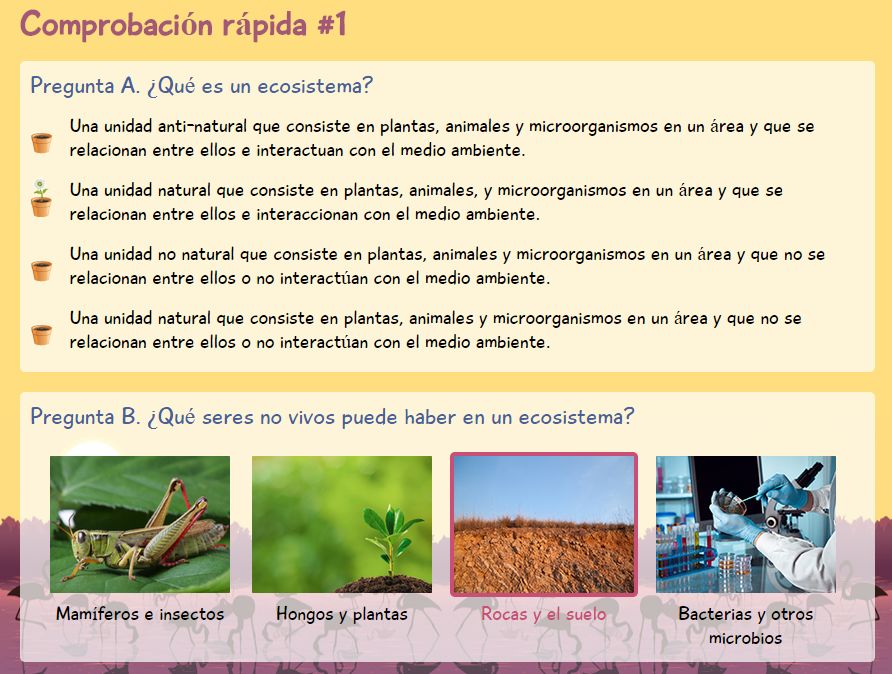 Comprobación rápida #1
Pregunta A. ¿Qué es un ecosistema?
Una unidad anti-natural que consiste en plantas, animales y microorganismos en un área y que se
relacionan entre ellos e interactuan con el medio ambiente.
Una unidad natural que consiste en plantas, animales, y microorganismos en un área y que se
relacionan entre ellos e interaccionan con el medio ambiente.
Una unidad no natural que consiste en plantas, animales y microorganismos en un área y que no se
relacionan entre ellos o no interactúan con el medio ambiente.
Una unidad natural que consiste en plantas, animales y microorganismos en un área y que no se
relacionan entre ellos o no interactúan con el medio ambiente.
Pregunta B. ¿Qué seres no vivos puede haber en un ecosistema?
Mamíferos e insectos
Hongos y plantas
Rocas y el suelo
Bacterias y otros
microbios